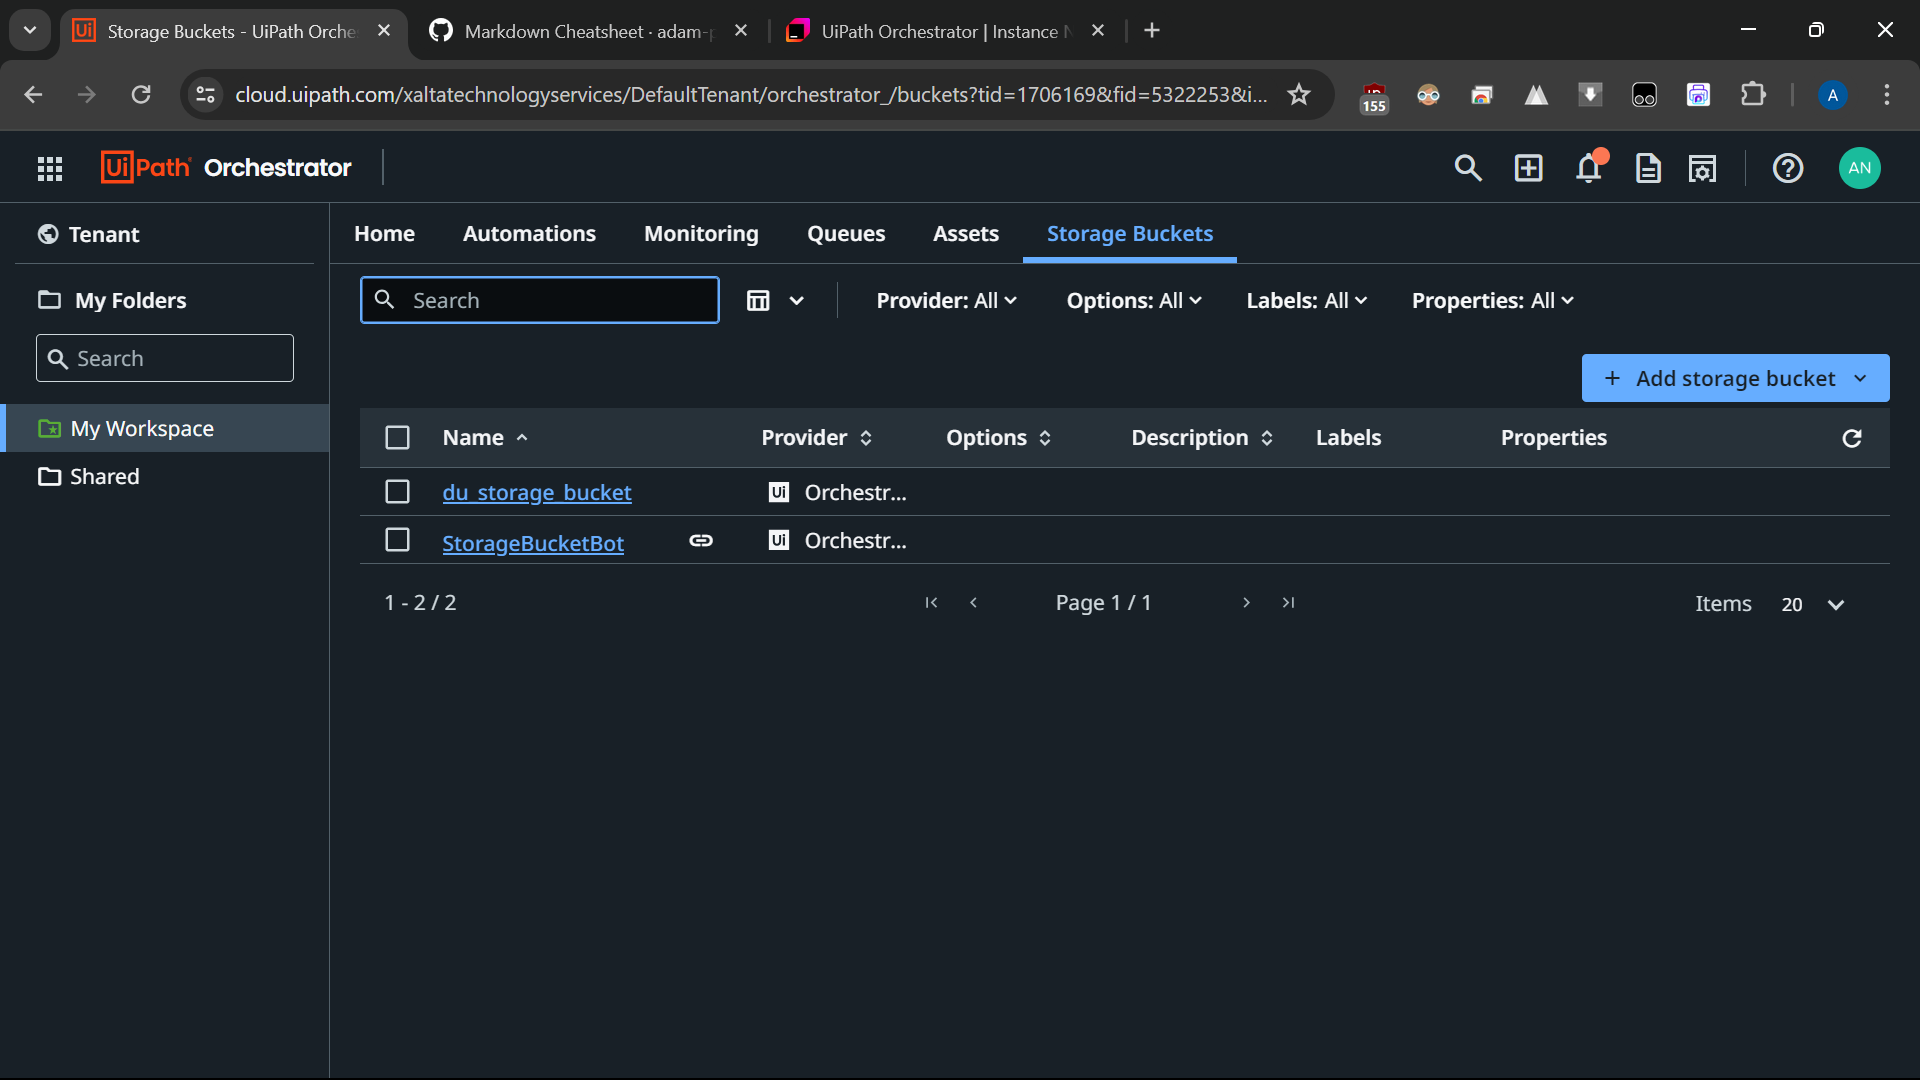 Storage Buckets - UiPath Orche
Markdown Cheatsheet · adam-p
UiPath Orchestrator | Instance N
cloud.uipath.com/xaltatechnologyservices/DefaultTenant/orchestrator_/buckets?tid=1706169&fid=5322253&i...
155
A
UiPath Orchestrator
AN
Tenant
Home
Automations
Monitoring
Queues
Assets
Storage Buckets
My Folders
Search
My Workspace
Shared
Search
Provider: All
Options: All
Labels: All
Properties: All
+ Add storage bucket
Name Provider Options Description Labels Properties
du_storage_bucket Ui Orchestr...
StorageBucketBot Ui Orchestr...
1 - 2 / 2
Page 1 / 1
Items 20